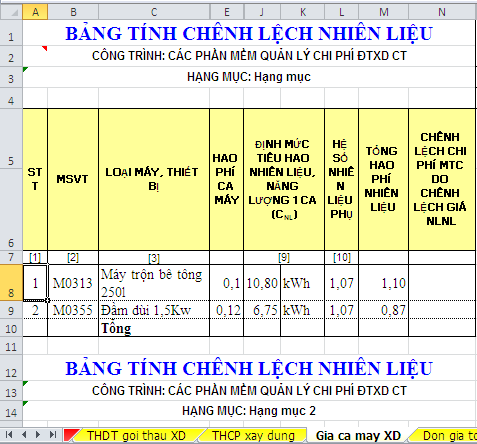 A B C E J K L M N
1 BẢNG TÍNH CHÊNH LỆCH NHIÊN LIỆU
2 CÔNG TRÌNH: CÁC PHẦN MỀM QUẢN LÝ CHI PHÍ ĐTXD CT
3 HẠNG MỤC: Hạng mục
4
5
6
ST
T
MSVT
LOẠI MÁY, THIẾT
BỊ
HAO
PHÍ
CA
MÁY
ĐỊNH MỨC
TIÊU HAO
NHIÊN LIỆU,
NĂNG
LƯỢNG 1 CA
(CNL)
HỆ
SỐ
NHIÊ
N
LIỆU
PHỤ
TỔNG
HAO
PHÍ
NHIÊN
LIỆU
CHÊNH
LỆCH CHI
PHÍ MTC
DO
CHÊNH
LỆCH GIÁ
NLNL
7 [1] [2] [3] [9] [10]
8 1 M0313 Máy trộn bê tông
250l 0,1 10,80 kWh 1,07 1,10
9 2 M0355 Đầm dùi 1,5Kw 0,12 6,75 kWh 1,07 0,87
10 Tổng
11
12 BẢNG TÍNH CHÊNH LỆCH NHIÊN LIỆU
13 CÔNG TRÌNH: CÁC PHẦN MỀM QUẢN LÝ CHI PHÍ ĐTXD CT
14 HẠNG MỤC: Hạng mục 2
THDT goi thau XD THCP xay dung Gia ca may XD Don gia to